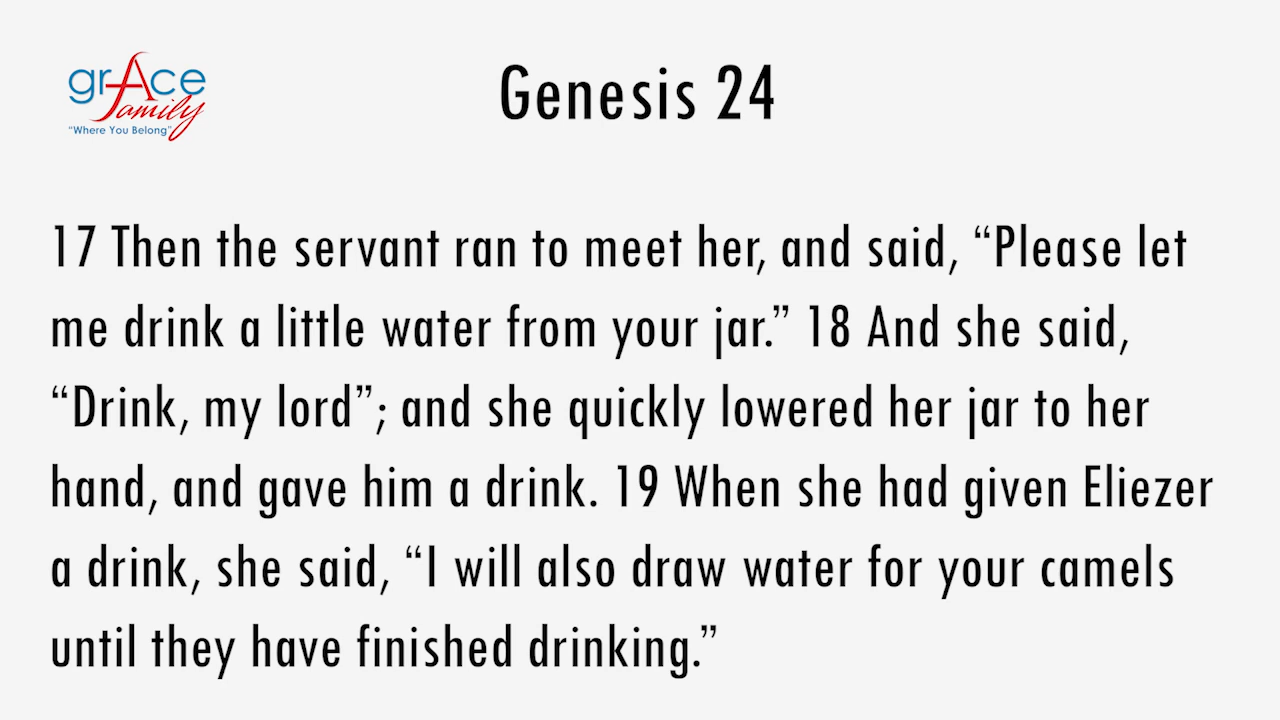 grAce
family
"Where You Belong"
Genesis 24
17 Then the servant ran to meet her, and said, “Please let
me drink a little water from your jar.” 18 And she said,
“Drink, my lord”; and she quickly lowered her jar to her
hand, and gave him a drink. 19 When she had given Eliezer
a drink, she said, “I will also draw water for your camels
until they have finished drinking.”